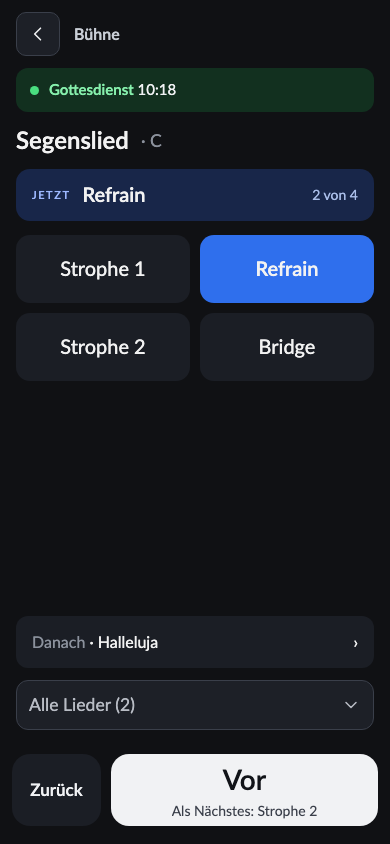 Bühne
Gottesdienst 10:18
Segenslied · C
JETZT Refrain 2 von 4
Strophe 1 Refrain
Strophe 2 Bridge
Danach · Halleluja ›
Alle Lieder (2)
Zurück
Vor
Als Nächstes: Strophe 2